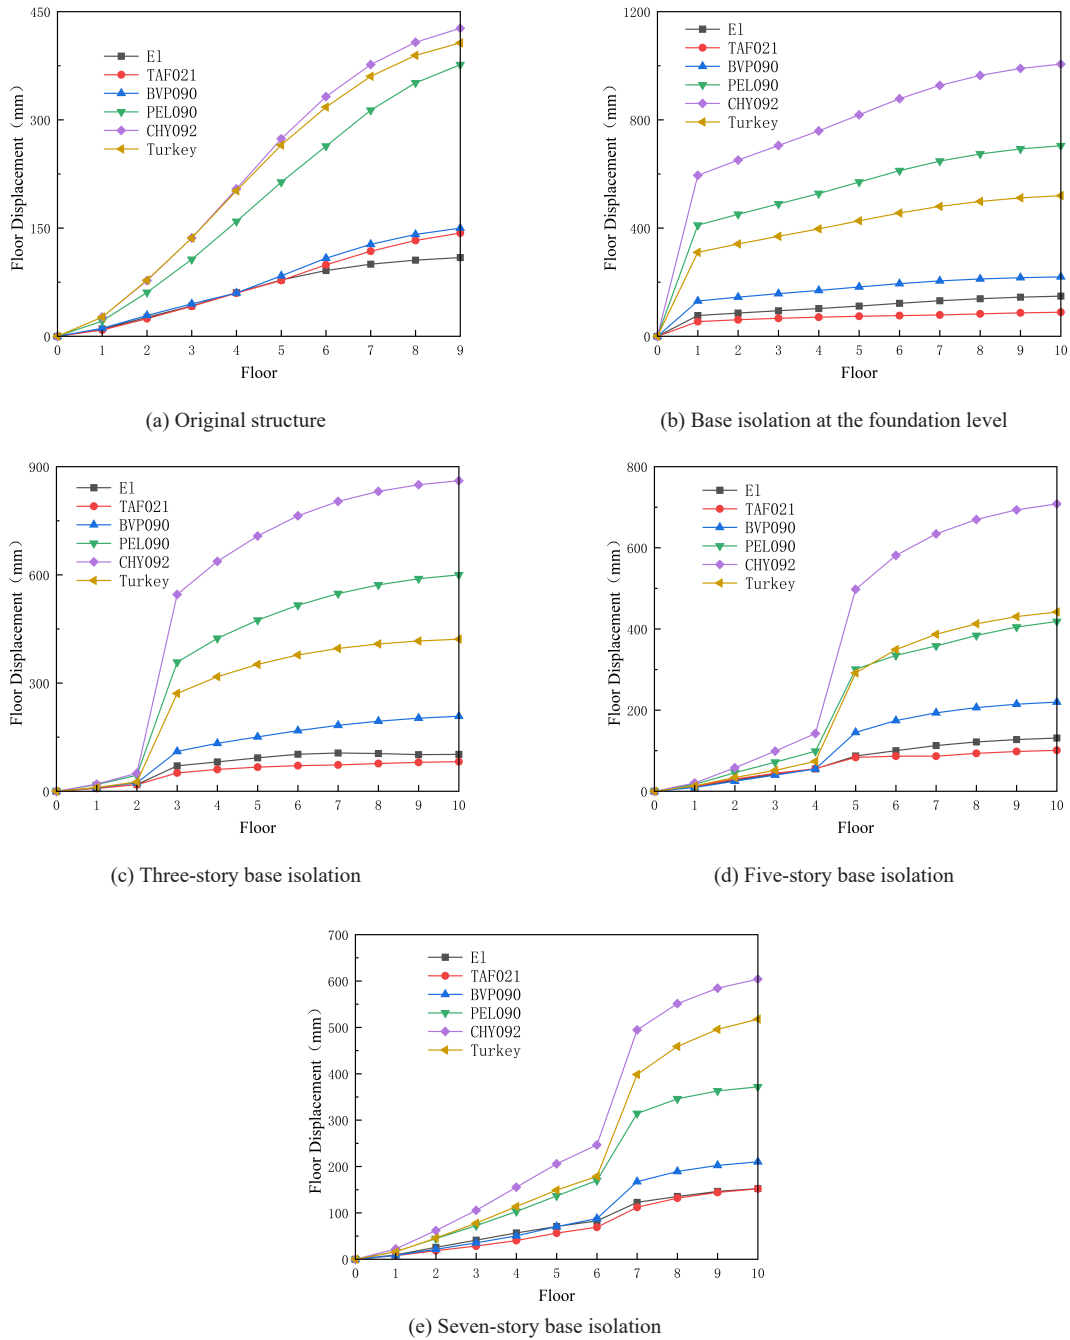 450
300
150
0
Floor Displacement (mm)
El
TAF021
BVP090
PEL090
CHY092
Turkey
0 1 2 3 4 5 6 7 8 9
Floor
(a) Original structure
1200
800
400
0
Floor Displacement (mm)
El
TAF021
BVP090
PEL090
CHY092
Turkey
0 1 2 3 4 5 6 7 8 9 10
Floor
(b) Base isolation at the foundation level
900
600
300
0
Floor Displacement (mm)
El
TAF021
BVP090
PEL090
CHY092
Turkey
0 1 2 3 4 5 6 7 8 9 10
Floor
(c) Three-story base isolation
800
600
400
200
0
Floor Displacement (mm)
El
TAF021
BVP090
PEL090
CHY092
Turkey
0 1 2 3 4 5 6 7 8 9 10
Floor
(d) Five-story base isolation
700
600
500
400
300
200
100
0
Floor Displacement (mm)
El
TAF021
BVP090
PEL090
CHY092
Turkey
0 1 2 3 4 5 6 7 8 9 10
Floor
(e) Seven-story base isolation